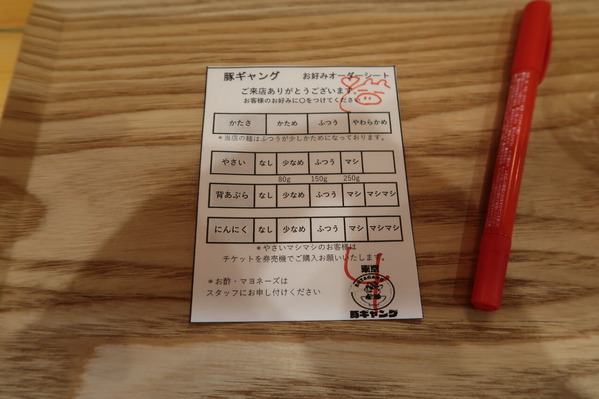 豚ギャング お好みオーダーシート
ご来店ありがとうございます。
お客様のお好みに〇をつけてください
かたさ かため ふつう やわらかめ
*当店の麺はふつうが少しかためになっております。
やさい なし 少なめ ふつう マシ
80g 150g 250g
背あぶら なし 少なめ ふつう マシ マシマシ
にんにく なし 少なめ ふつう マシ マシマシ
*やさいマシマシのお客様は
チケットを券売機でご購入お願いいたします
*お酢・マヨネーズは
スタッフにお申し付けください
豚ギャング